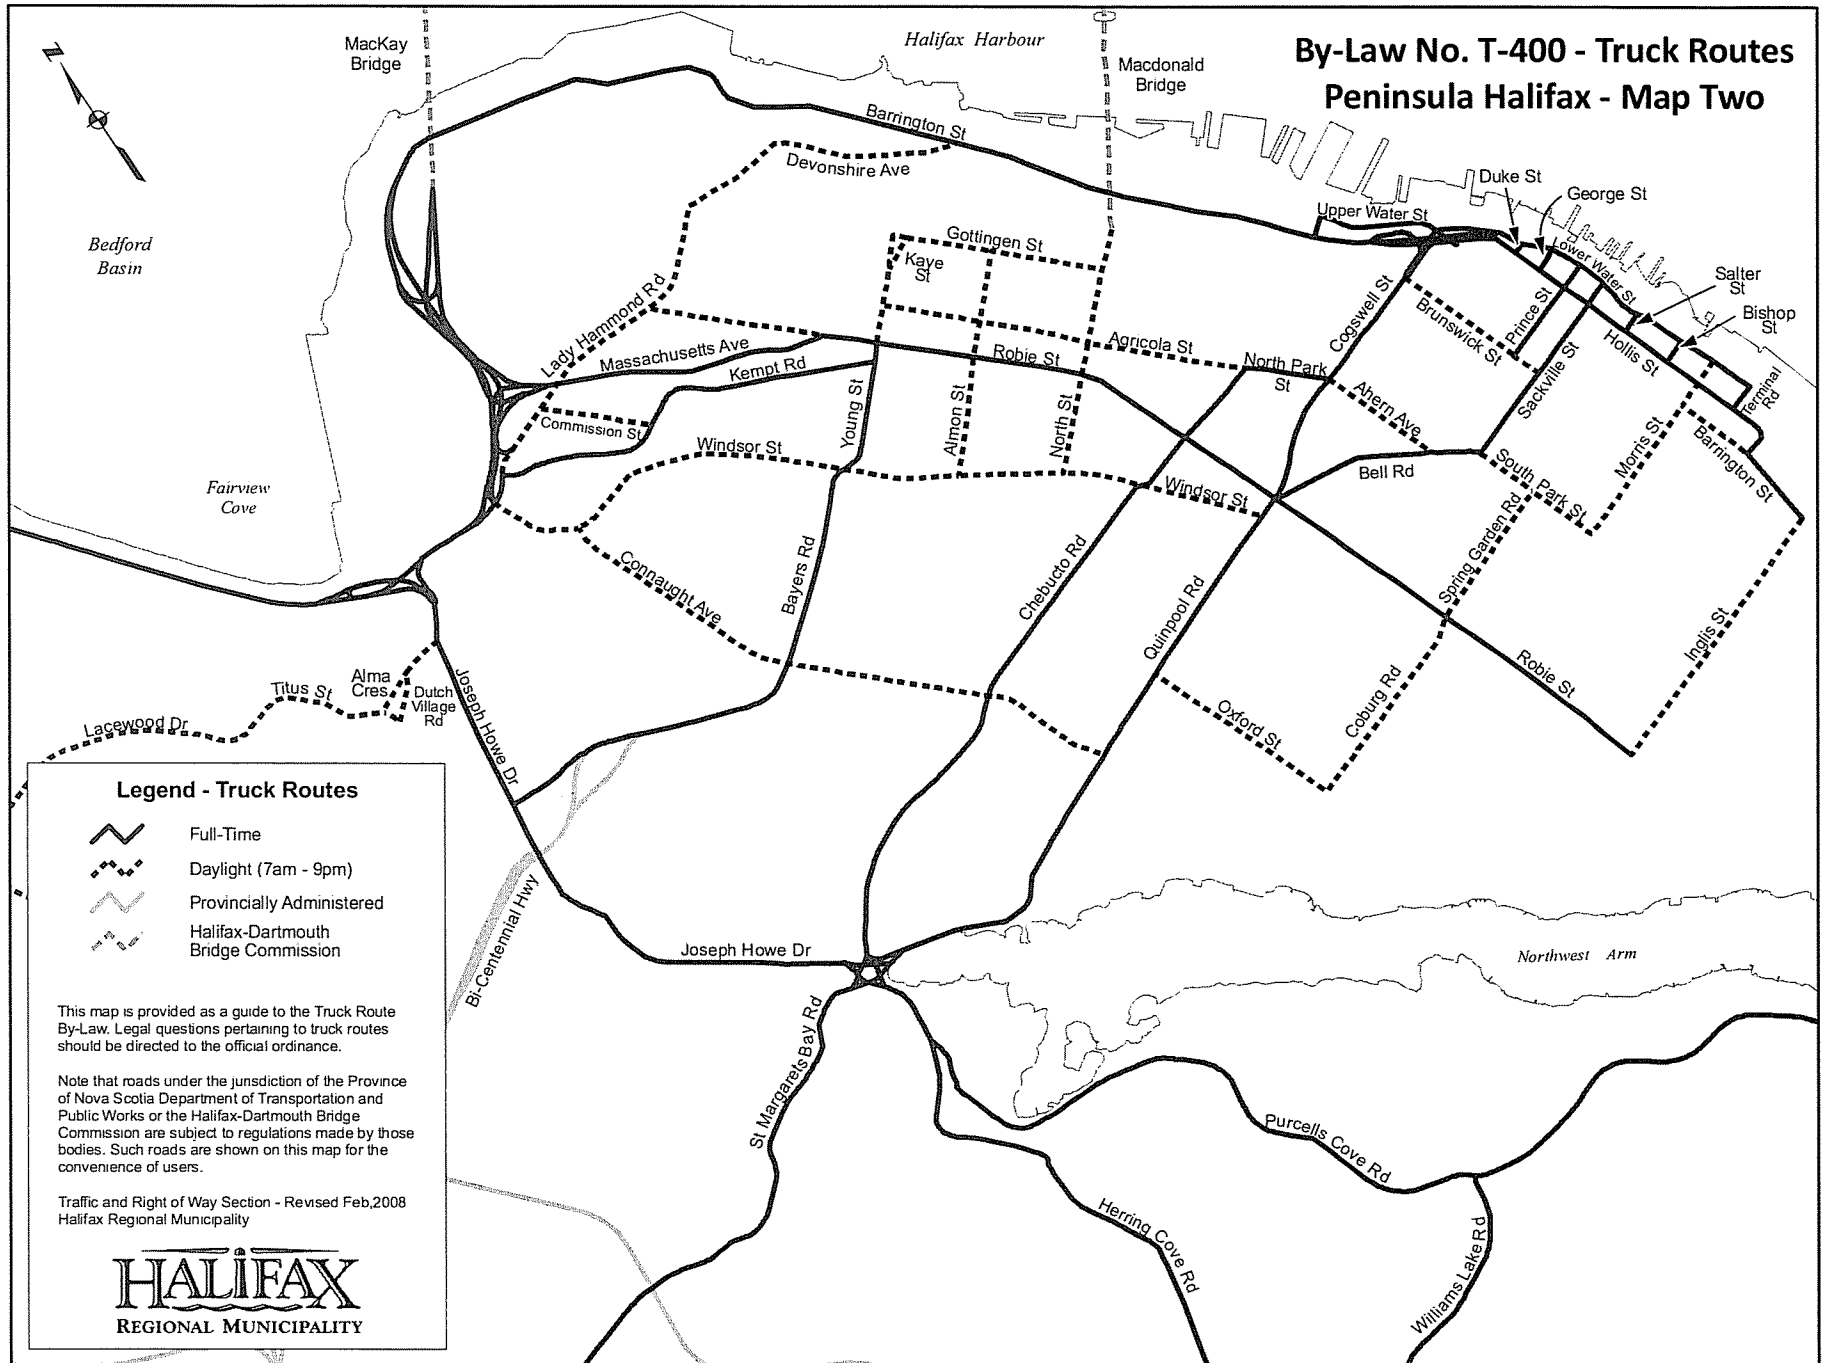 By-Law No. T-400 - Truck Routes
Peninsula Halifax - Map Two
N
MacKay
Bridge
Halifax Harbour
Macdonald
Bridge
Bedford
Basin
Fairview
Cove
Barrington St
Devonshire Ave
Duke St
George St
Upper Water St
Lower Water St
Salter
St
Bishop
St
Gottingen St
Kaye
St
Lady Hammond Rd
Massachusetts Ave
Kempt Rd
Robie St
Agricola St
North Park
St
Cogswell St
Brunswick St
Prince St
Sackville St
Hollis St
Terminal
Rd
Ahern Ave
Commission St
Young St
Almon St
North St
Windsor St
Windsor St
Bell Rd
South Park St
Morris St
Barrington St
Spring Garden Rd
Connaught Ave
Bayers Rd
Chebucto Rd
Quinpool Rd
Inglis St
Robie St
Coburg Rd
Oxford St
Alma
Cres
Dutch
Village
Rd
Titus St
Lacewood Dr
Joseph Howe Dr
Bi-Centennial Hwy
Joseph Howe Dr
Northwest Arm
St Margarets Bay Rd
Purcells Cove Rd
Herring Cove Rd
Williams Lake Rd
Legend - Truck Routes
Full-Time
Daylight (7am - 9pm)
Provincially Administered
Halifax-Dartmouth
Bridge Commission
This map is provided as a guide to the Truck Route
By-Law. Legal questions pertaining to truck routes
should be directed to the official ordinance.
Note that roads under the jurisdiction of the Province
of Nova Scotia Department of Transportation and
Public Works or the Halifax-Dartmouth Bridge
Commission are subject to regulations made by those
bodies. Such roads are shown on this map for the
convenience of users.
Traffic and Right of Way Section - Revised Feb,2008
Halifax Regional Municipality
HALIFAX
REGIONAL MUNICIPALITY